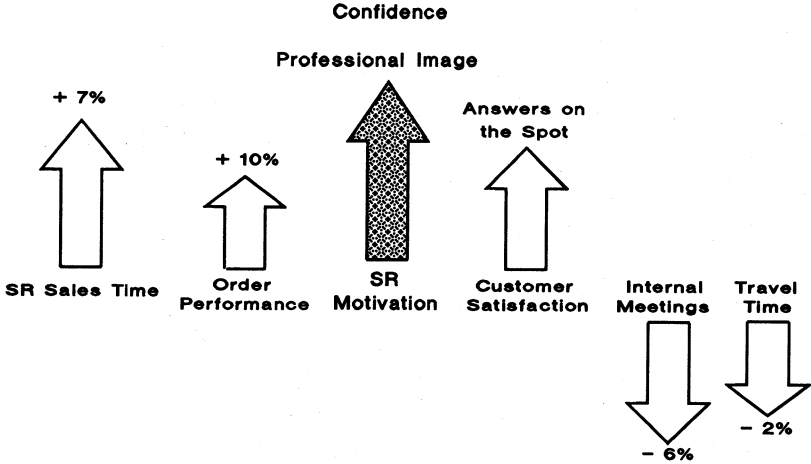 Confidence
Professional Image
+ 7%
Answers on
the Spot
+ 10%
SR Sales Time
Order
Performance
SR
Motivation
Customer
Satisfaction
Internal
Meetings
Travel
Time
- 6%
- 2%